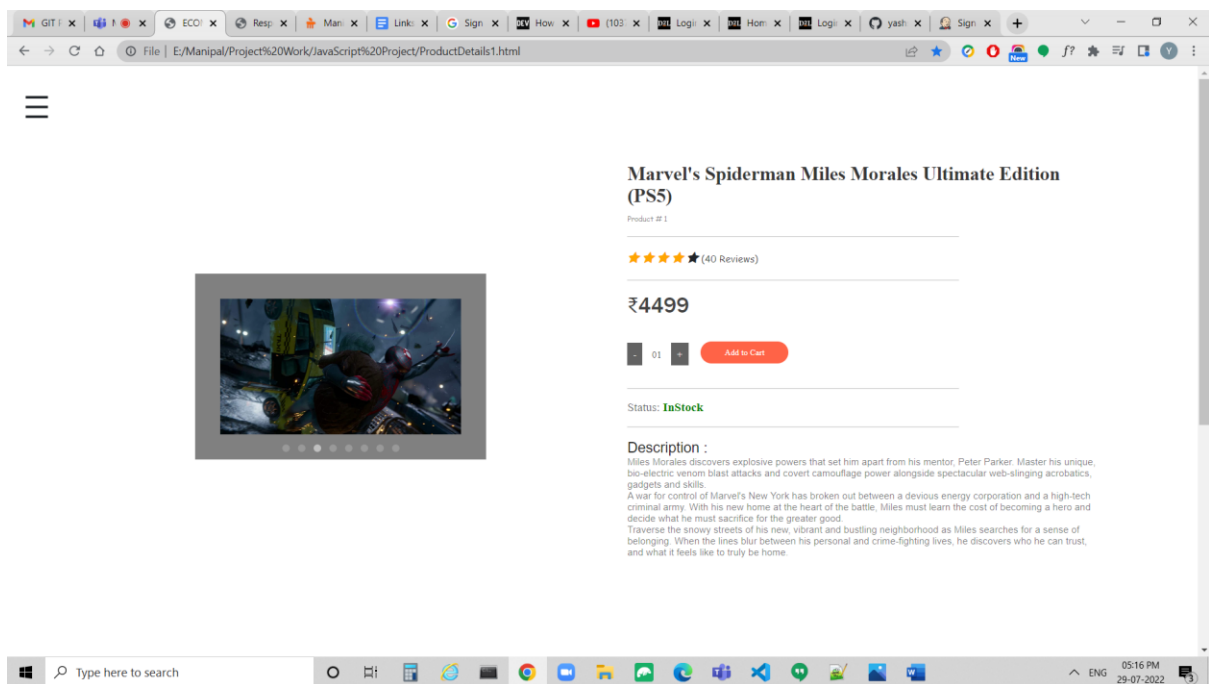 GIT F
N
ECOM
Resp
Mani
Links
Sign
How
(103
Login
Hom
Login
yash
Sign
File | E:/Manipal/Project%20Work/JavaScript%20Project/ProductDetails1.html
New
f?
Y
Marvel's Spiderman Miles Morales Ultimate Edition
(PS5)
Product # 1
(40 Reviews)
₹4499
- 01 + Add to Cart
Status: InStock
Description :
Miles Morales discovers explosive powers that set him apart from his mentor, Peter Parker. Master his unique,
bio-electric venom blast attacks and covert camouflage power alongside spectacular web-slinging acrobatics,
gadgets and skills.
A war for control of Marvel's New York has broken out between a devious energy corporation and a high-tech
criminal army. With his new home at the heart of the battle, Miles must learn the cost of becoming a hero and
decide what he must sacrifice for the greater good.
Traverse the snowy streets of his new, vibrant and bustling neighborhood as Miles searches for a sense of
belonging. When the lines blur between his personal and crime-fighting lives, he discovers who he can trust,
and what it feels like to truly be home.
Type here to search
ENG
05:16 PM
29-07-2022
3